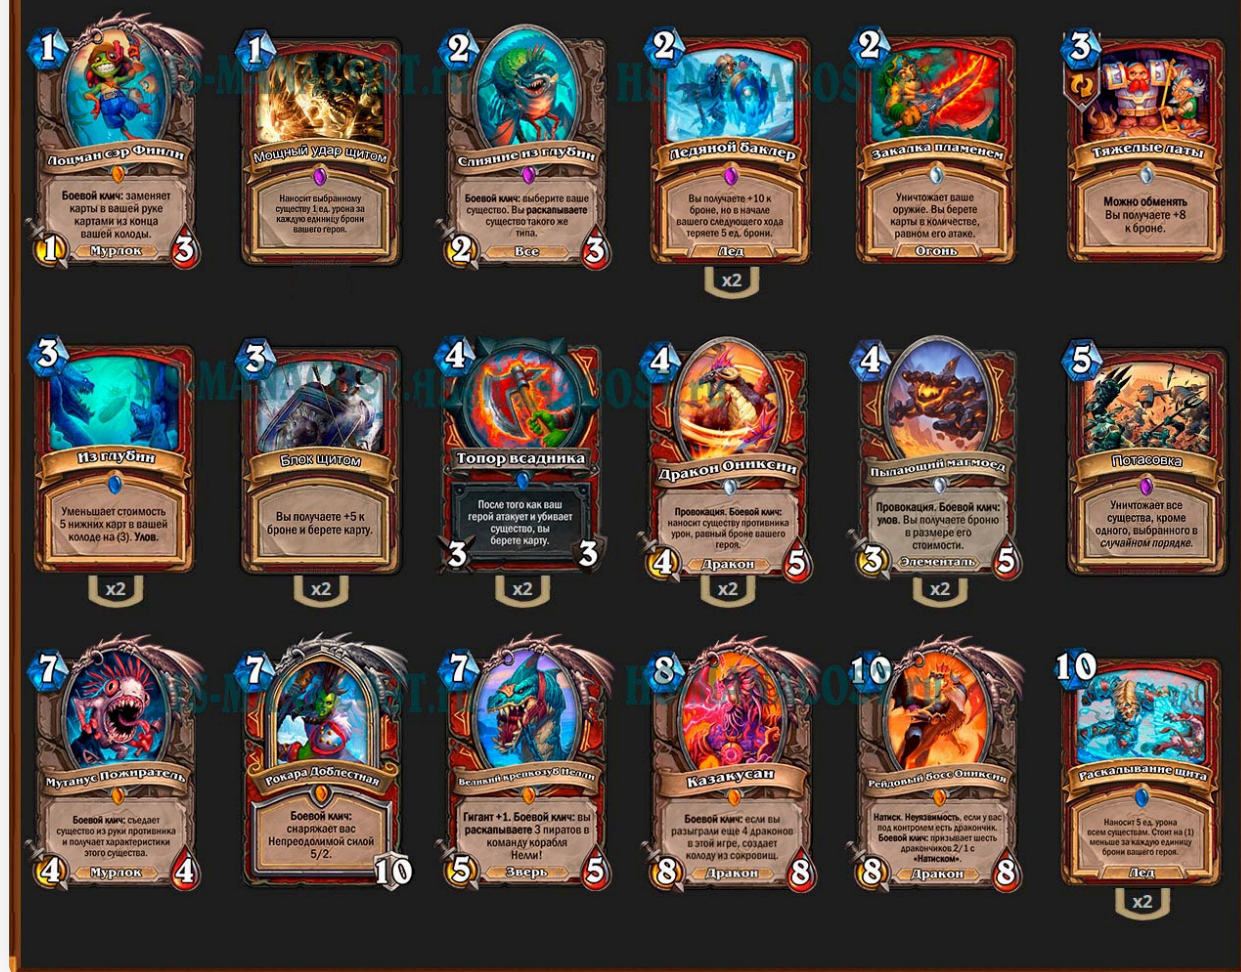 1
Лоцман сэр Финли
Боевой клич: заменяет
карты в вашей руке
картами из конца
вашей колоды.
1
Мурлок
3
1
Мощный удар щитом
Наносит выбранному
существу 1 ед. урона за
каждую единицу брони
вашего героя.
2
Слияние из глубин
Боевой клич: выберите ваше
существо. Вы раскапываете
существо такого же
типа.
2
Все
3
2
Ледяной баклер
Вы получаете +10 к
броне, но в начале
вашего следующего хода
теряете 5 ед. брони.
Лед
x2
2
Закалка пламенем
Уничтожает ваше
оружие. Вы берете
карты в количестве,
равном его атаке.
Огонь
3
Тяжелые латы
Можно обменять
Вы получаете +8
к броне.
3
Из глубин
Уменьшает стоимость
5 нижних карт в вашей
колоде на (3). Улов.
x2
3
Блок щитом
Вы получаете +5 к
броне и берете карту.
x2
4
Топор всадника
После того как ваш
герой атакует и убивает
существо, вы
берете карту.
3
3
x2
4
Дракон Ониксии
Провокация. Боевой клич:
наносит существу противника
урон, равный броне вашего
героя.
4
Дракон
5
x2
4
Пылающий магмоед
Провокация. Боевой клич:
улов. Вы получаете броню
в размере его
стоимости.
3
Элементаль
5
x2
5
Потасовка
Уничтожает все
существа, кроме
одного, выбранного в
случайном порядке.
7
Мутанус Пожиратель
Боевой клич: съедает
существо из руки противника
и получает характеристики
этого существа.
4
Мурлок
4
7
Рокара Доблестная
Боевой клич:
снаряжает вас
Непреодолимой силой
5/2.
10
7
Великий крепкозуб Нелли
Гигант +1. Боевой клич: вы
раскапываете 3 пиратов в
команду корабля
Нелли!
5
Зверь
5
8
Казакусан
Боевой клич: если вы
разыграли еще 4 драконов
в этой игре, создает
колоду из сокровищ.
8
Дракон
8
10
Рейдовый босс Ониксия
Натиск. Неуязвимость, если у вас
под контролем есть дракончик.
Боевой клич: призывает шесть
дракончиков 2/1 с
«Натиском».
8
Дракон
8
10
Раскалывание щита
Наносит 5 ед. урона
всем существам. Стоит на (1)
меньше за каждую единицу
брони вашего героя.
Лед
x2